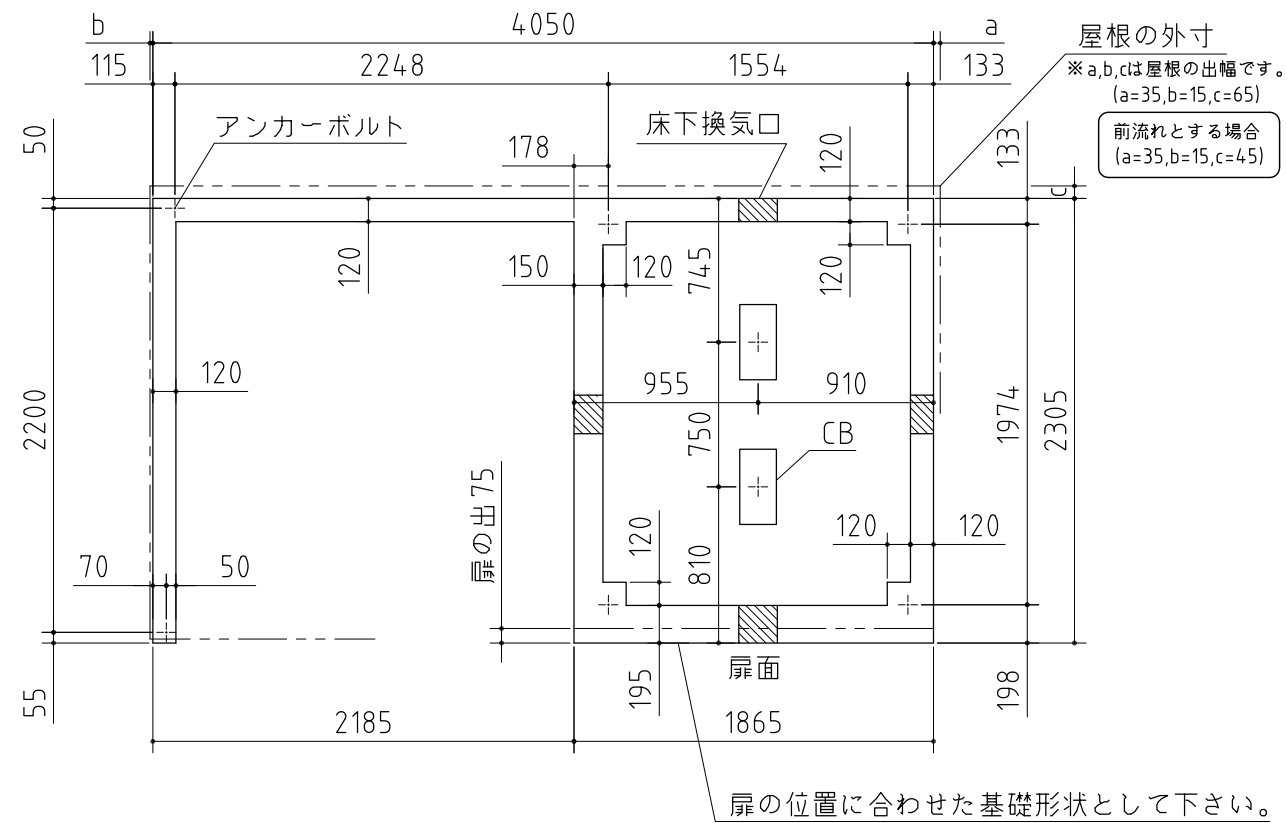 b
4050
a
屋根の外寸
115
2248
1554
133
※a,b,cは屋根の出幅です。
(a=35,b=15,c=65)
前流れとする場合
(a=35,b=15,c=45)
50
アンカーボルト
178
床下換気口
120
133
c
120
150
120
745
120
120
955
910
2200
750
1974
2305
CB
扉の出 75
120
810
120
120
70
50
55
195
扉面
198
2185
1865
扉の位置に合わせた基礎形状として下さい。